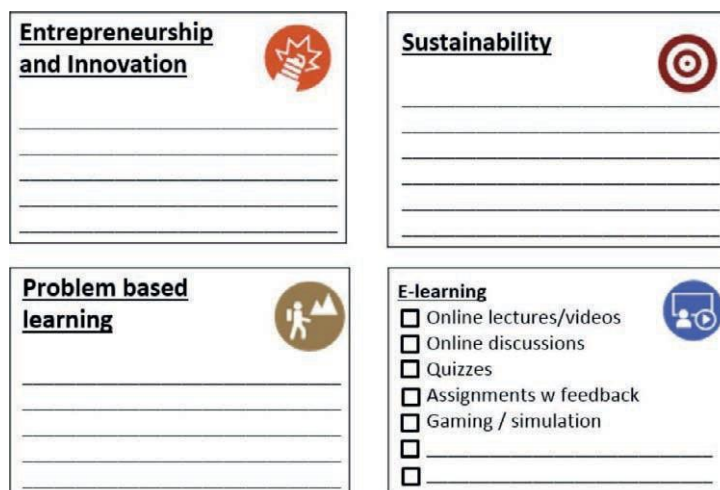 Entrepreneurship
and Innovation
Sustainability
Problem based
learning
E-learning
Online lectures/videos
Online discussions
Quizzes
Assignments w feedback
Gaming / simulation